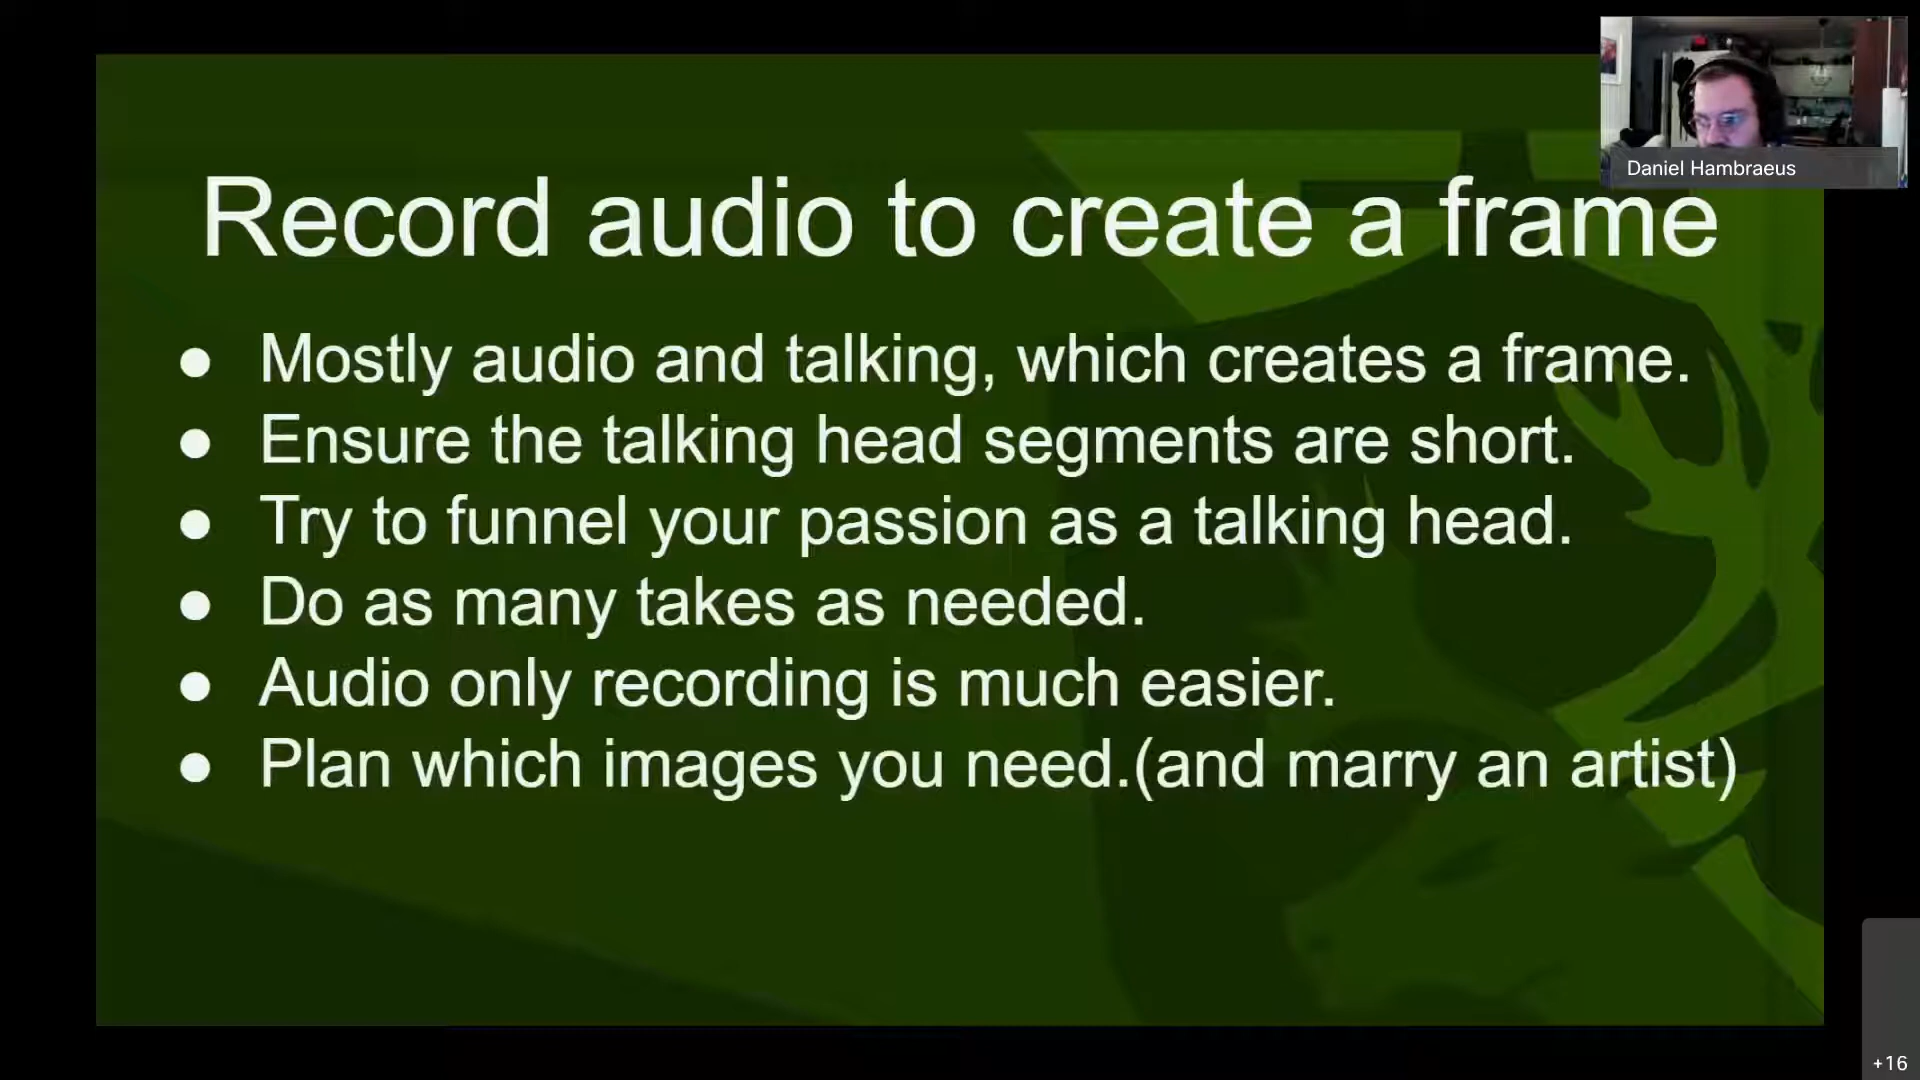 Daniel Hambraeus
Record audio to create a frame
● Mostly audio and talking, which creates a frame.
● Ensure the talking head segments are short.
● Try to funnel your passion as a talking head.
● Do as many takes as needed.
● Audio only recording is much easier.
● Plan which images you need.(and marry an artist)
+16